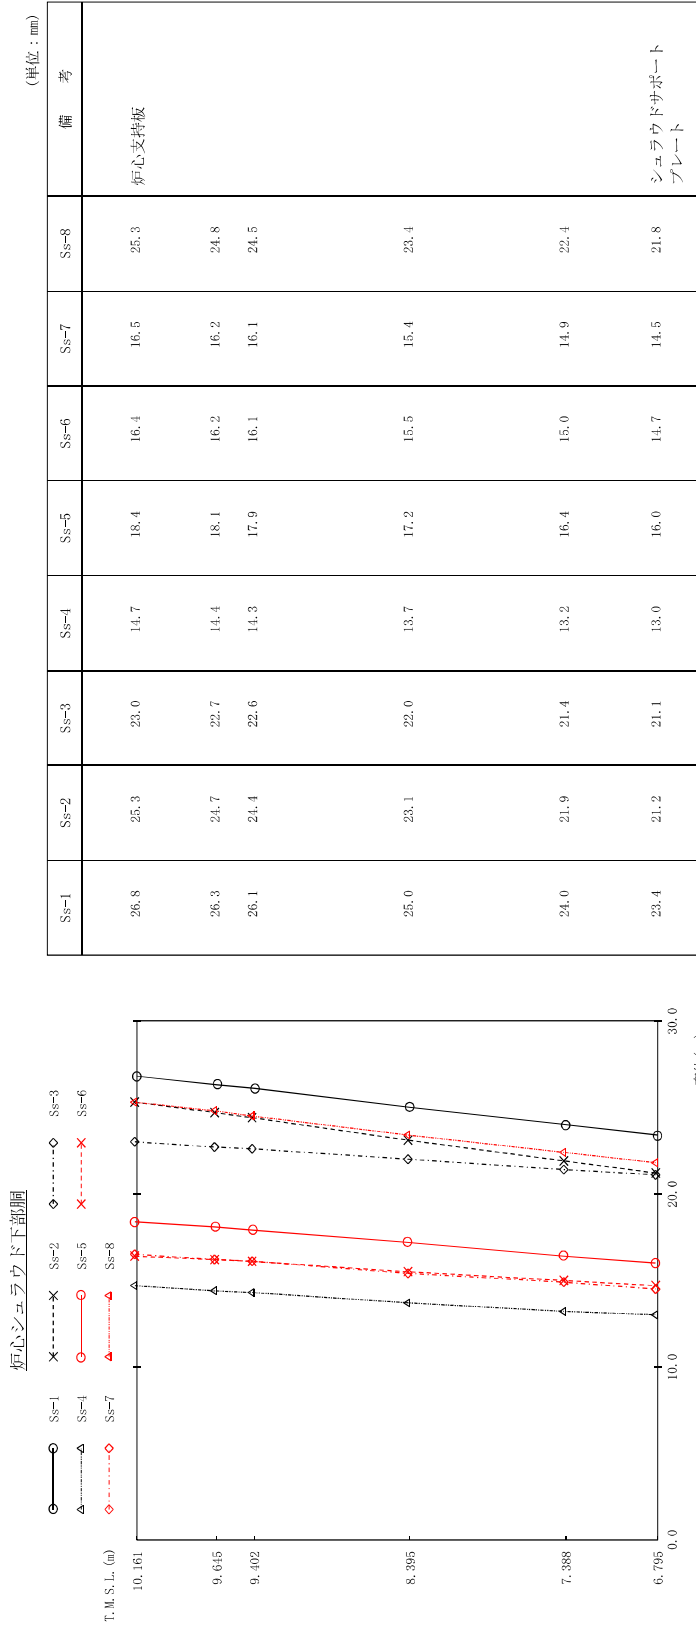 炉心シュラウド下部胴
Ss-1 Ss-2 Ss-3
Ss-4 Ss-5 Ss-6
Ss-7 Ss-8
T.M.S.L.(m)
10.161
9.645
9.402
8.395
7.388
6.795
0.0 10.0 20.0 30.0
(単位：mm)
Ss-1 Ss-2 Ss-3 Ss-4 Ss-5 Ss-6 Ss-7 Ss-8 備 考
26.8 25.3 23.0 14.7 18.4 16.4 16.5 25.3 炉心支持板
26.3 24.7 22.7 14.4 18.1 16.2 16.2 24.8
26.1 24.4 22.6 14.3 17.9 16.1 16.1 24.5
25.0 23.1 22.0 13.7 17.2 15.5 15.4 23.4
24.0 21.9 21.4 13.2 16.4 15.0 14.9 22.4
23.4 21.2 21.1 13.0 16.0 14.7 14.5 21.8 シュラウドサポート
プレート